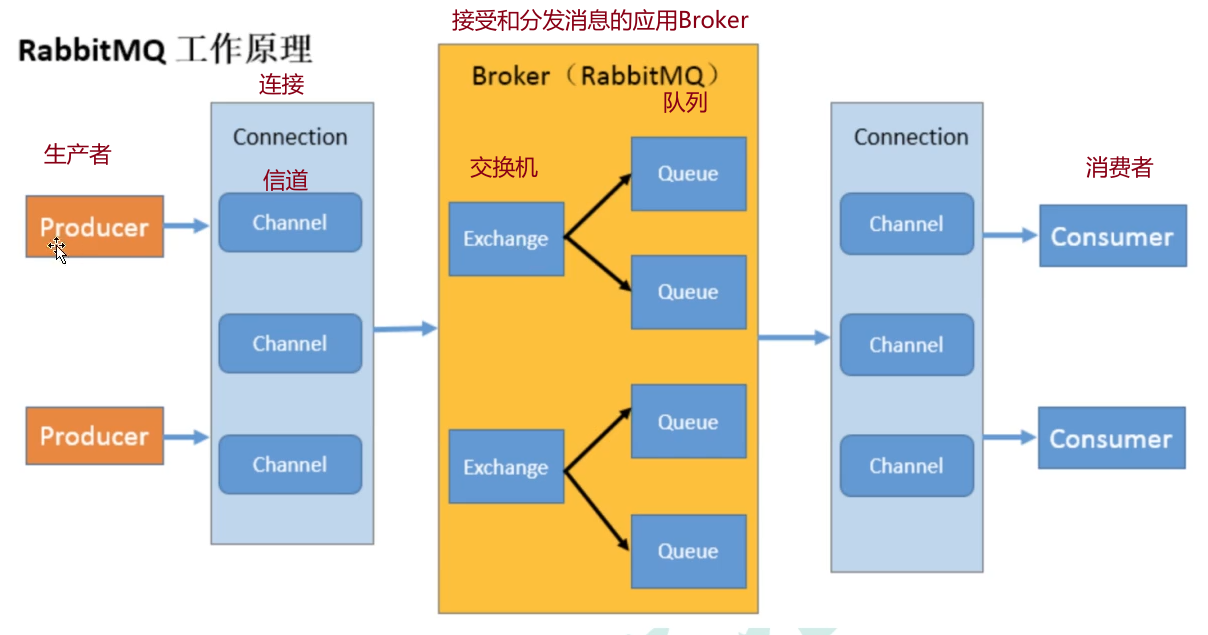 接受和分发消息的应用Broker
RabbitMQ 工作原理
连接
Broker（RabbitMQ）
队列
Connection
Connection
生产者
信道
交换机
消费者
Producer
Channel
Exchange
Queue
Channel
Consumer
Queue
Channel
Channel
Producer
Channel
Exchange
Queue
Queue
Channel
Consumer